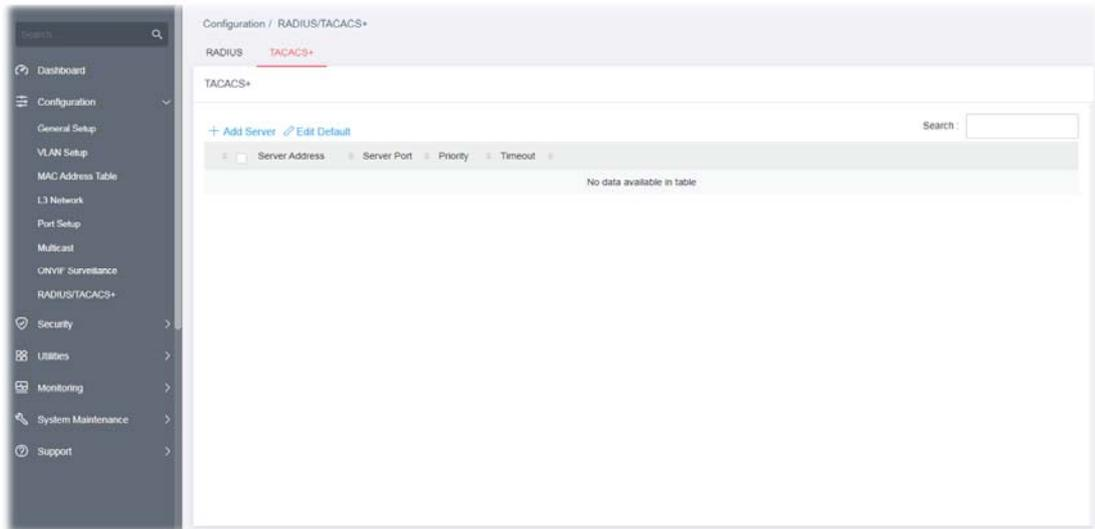 Search...
Dashboard
Configuration
General Setup
VLAN Setup
MAC Address Table
L3 Network
Port Setup
Multicast
ONVIF Surveillance
RADIUS/TACACS+
Security
Utilities
Monitoring
System Maintenance
Support
Configuration / RADIUS/TACACS+
RADIUS TACACS+
TACACS+
+ Add Server Edit Default
Search :
Server Address Server Port Priority Timeout
No data available in table